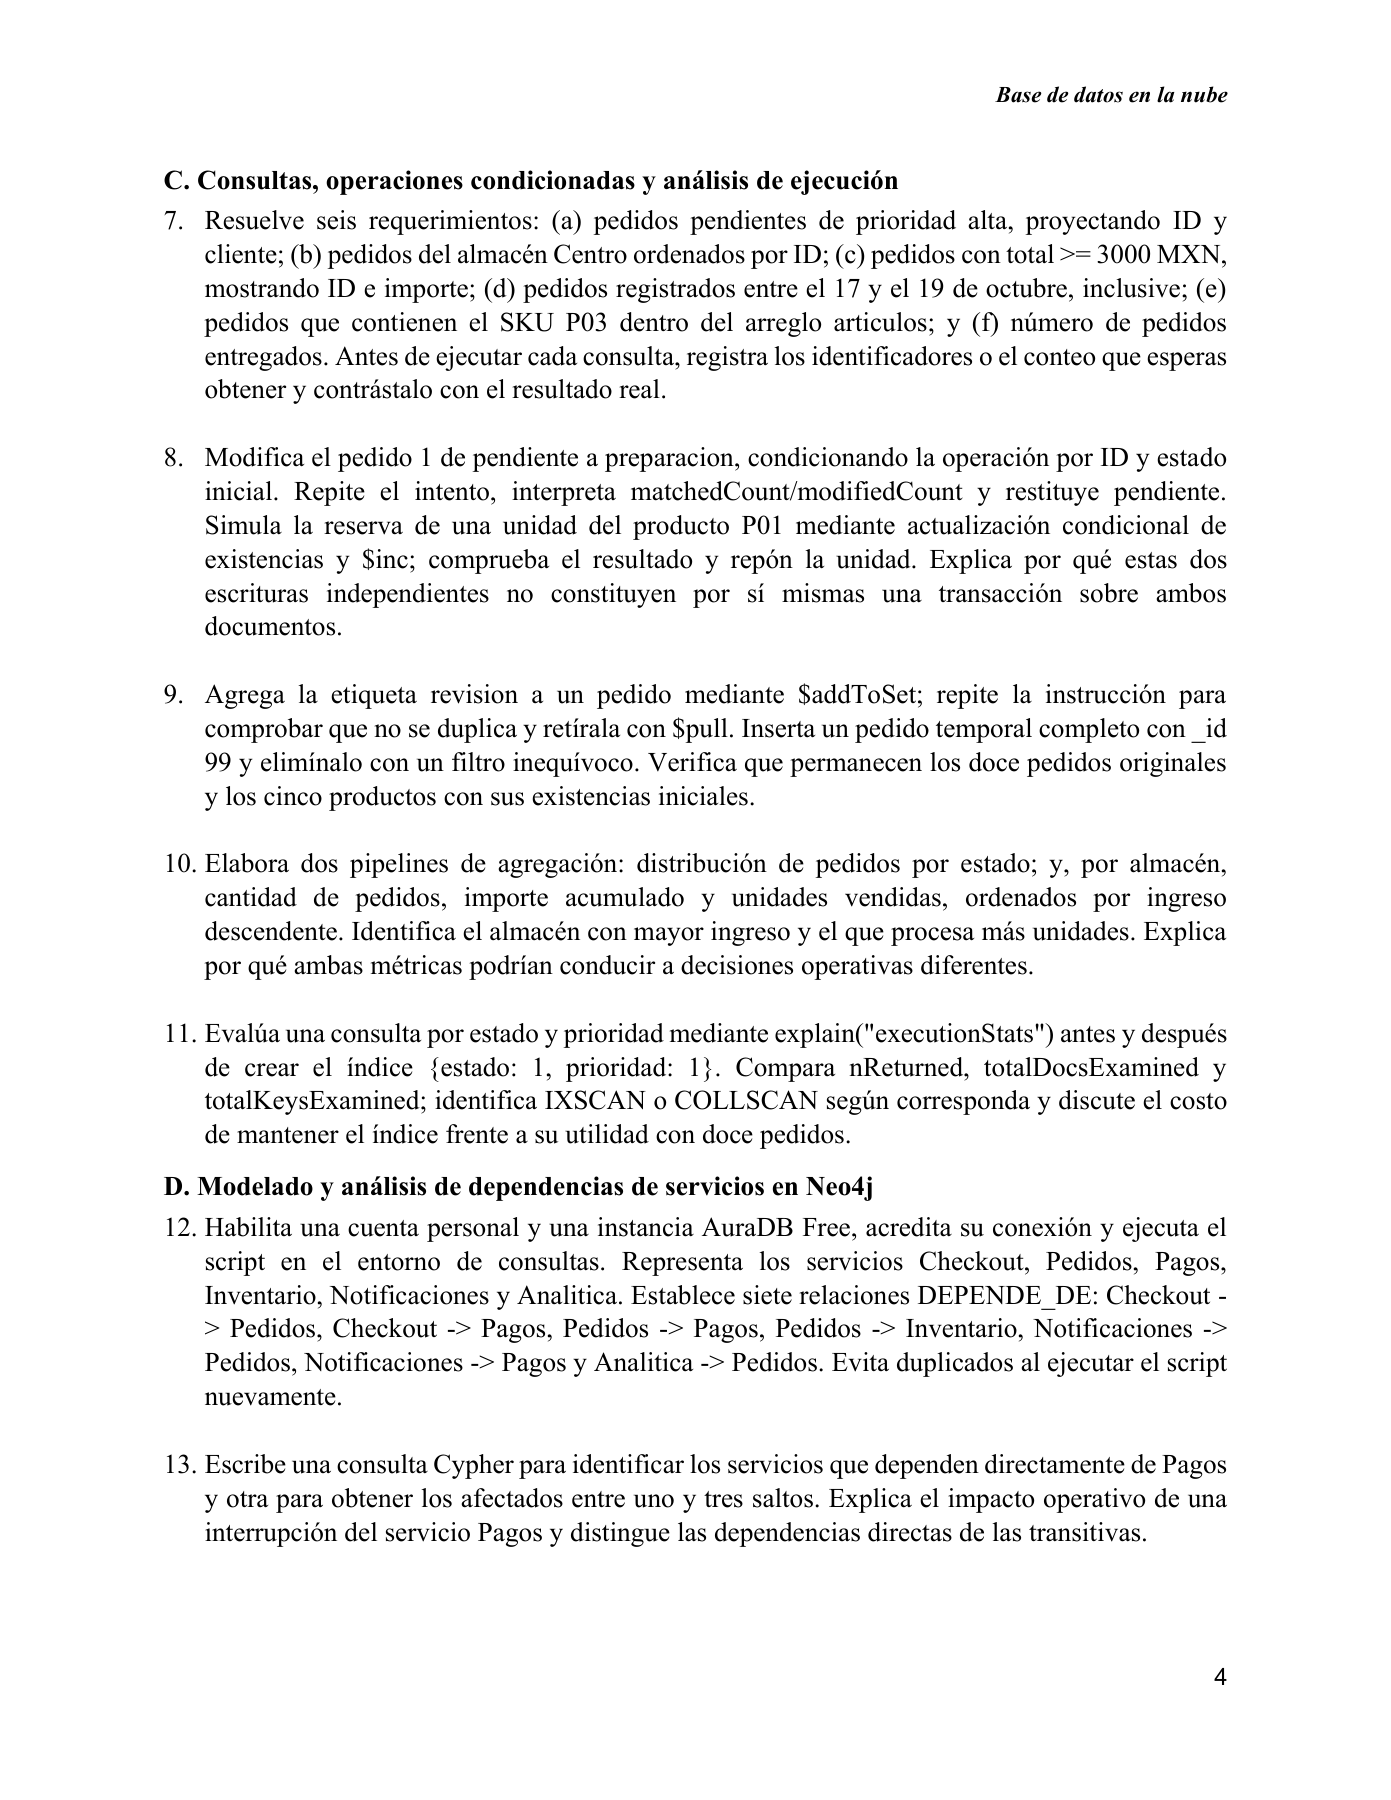 Base de datos en la nube
C. Consultas, operaciones condicionadas y análisis de ejecución
7. Resuelve seis requerimientos: (a) pedidos pendientes de prioridad alta, proyectando ID y
cliente; (b) pedidos del almacén Centro ordenados por ID; (c) pedidos con total >= 3000 MXN,
mostrando ID e importe; (d) pedidos registrados entre el 17 y el 19 de octubre, inclusive; (e)
pedidos que contienen el SKU P03 dentro del arreglo articulos; y (f) número de pedidos
entregados. Antes de ejecutar cada consulta, registra los identificadores o el conteo que esperas
obtener y contrástalo con el resultado real.
8. Modifica el pedido 1 de pendiente a preparacion, condicionando la operación por ID y estado
inicial. Repite el intento, interpreta matchedCount/modifiedCount y restituye pendiente.
Simula la reserva de una unidad del producto P01 mediante actualización condicional de
existencias y $inc; comprueba el resultado y repón la unidad. Explica por qué estas dos
escrituras independientes no constituyen por sí mismas una transacción sobre ambos
documentos.
9. Agrega la etiqueta revision a un pedido mediante $addToSet; repite la instrucción para
comprobar que no se duplica y retírala con $pull. Inserta un pedido temporal completo con _id
99 y elimínalo con un filtro inequívoco. Verifica que permanecen los doce pedidos originales
y los cinco productos con sus existencias iniciales.
10. Elabora dos pipelines de agregación: distribución de pedidos por estado; y, por almacén,
cantidad de pedidos, importe acumulado y unidades vendidas, ordenados por ingreso
descendente. Identifica el almacén con mayor ingreso y el que procesa más unidades. Explica
por qué ambas métricas podrían conducir a decisiones operativas diferentes.
11. Evalúa una consulta por estado y prioridad mediante explain("executionStats") antes y después
de crear el índice {estado: 1, prioridad: 1}. Compara nReturned, totalDocsExamined y
totalKeysExamined; identifica IXSCAN o COLLSCAN según corresponda y discute el costo
de mantener el índice frente a su utilidad con doce pedidos.
D. Modelado y análisis de dependencias de servicios en Neo4j
12. Habilita una cuenta personal y una instancia AuraDB Free, acredita su conexión y ejecuta el
script en el entorno de consultas. Representa los servicios Checkout, Pedidos, Pagos,
Inventario, Notificaciones y Analitica. Establece siete relaciones DEPENDE_DE: Checkout -
> Pedidos, Checkout -> Pagos, Pedidos -> Pagos, Pedidos -> Inventario, Notificaciones ->
Pedidos, Notificaciones -> Pagos y Analitica -> Pedidos. Evita duplicados al ejecutar el script
nuevamente.
13. Escribe una consulta Cypher para identificar los servicios que dependen directamente de Pagos
y otra para obtener los afectados entre uno y tres saltos. Explica el impacto operativo de una
interrupción del servicio Pagos y distingue las dependencias directas de las transitivas.
4